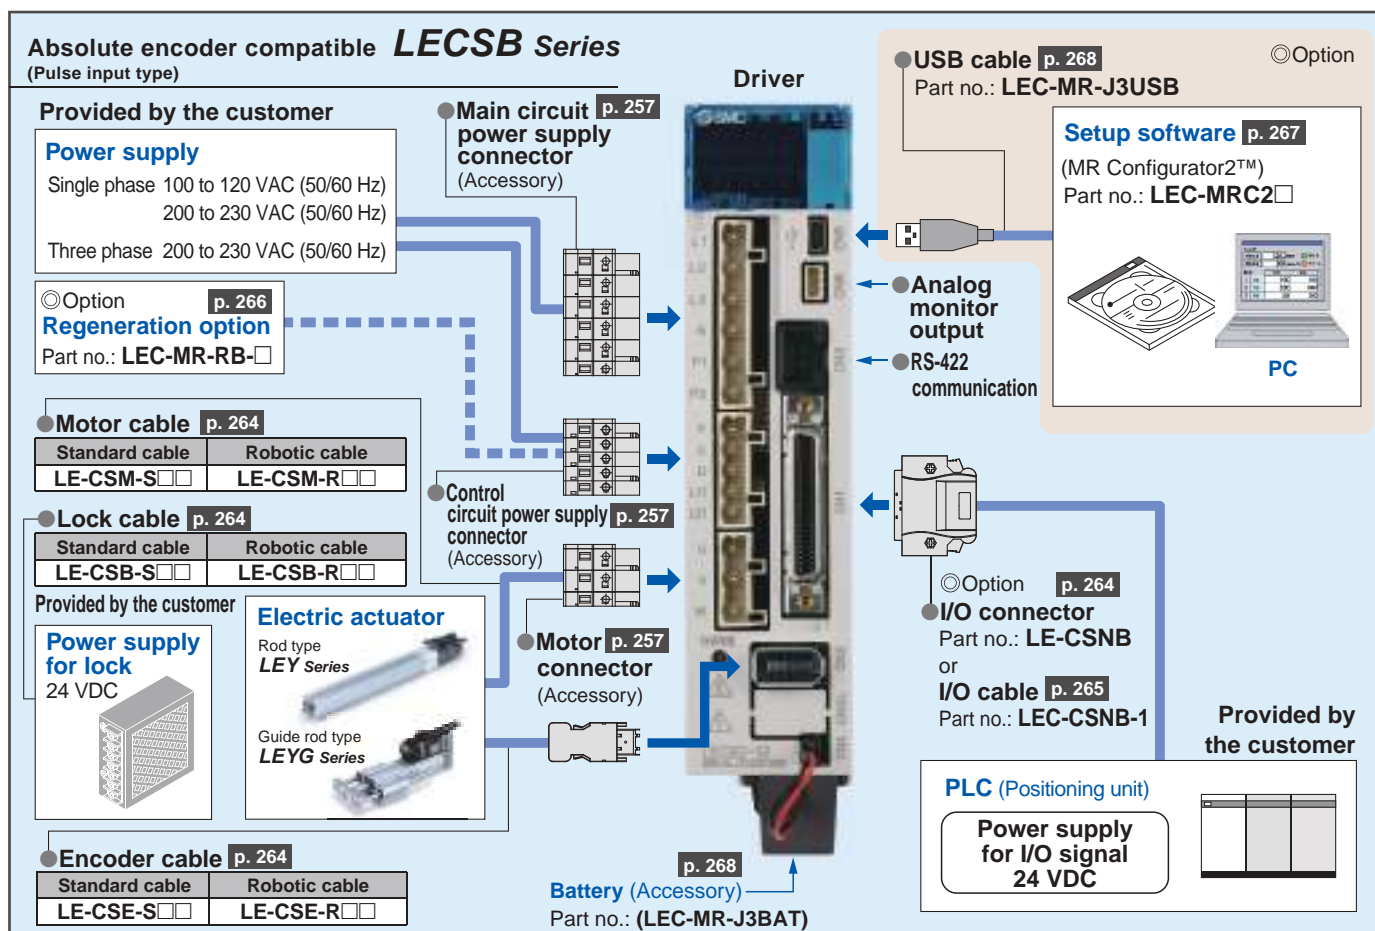 Absolute encoder compatible LECSB Series
(Pulse input type)
Provided by the customer
Power supply
Single phase 100 to 120 VAC (50/60 Hz)
200 to 230 VAC (50/60 Hz)
Three phase 200 to 230 VAC (50/60 Hz)
◎Option p. 266
Regeneration option
Part no.: LEC-MR-RB-□
●Motor cable p. 264
Standard cable Robotic cable
LE-CSM-S□□ LE-CSM-R□□
●Lock cable p. 264
Standard cable Robotic cable
LE-CSB-S□□ LE-CSB-R□□
Provided by the customer
Power supply
for lock
24 VDC
Electric actuator
Rod type
LEY Series
Guide rod type
LEYG Series
●Encoder cable p. 264
Standard cable Robotic cable
LE-CSE-S□□ LE-CSE-R□□
●Main circuit p. 257
power supply
connector
(Accessory)
●Control
circuit power supply p. 257
connector
(Accessory)
●Motor p. 257
connector
(Accessory)
Driver
SMC
p. 268
Battery (Accessory)
Part no.: (LEC-MR-J3BAT)
●USB cable p. 268
Part no.: LEC-MR-J3USB
◎Option
Setup software p. 267
(MR Configurator2™)
Part no.: LEC-MRC2□
PC
●Analog
monitor
output
●RS-422
communication
◎Option p. 264
●I/O connector
Part no.: LE-CSNB
or
I/O cable p. 265
Part no.: LEC-CSNB-1
Provided by
the customer
PLC (Positioning unit)
Power supply
for I/O signal
24 VDC